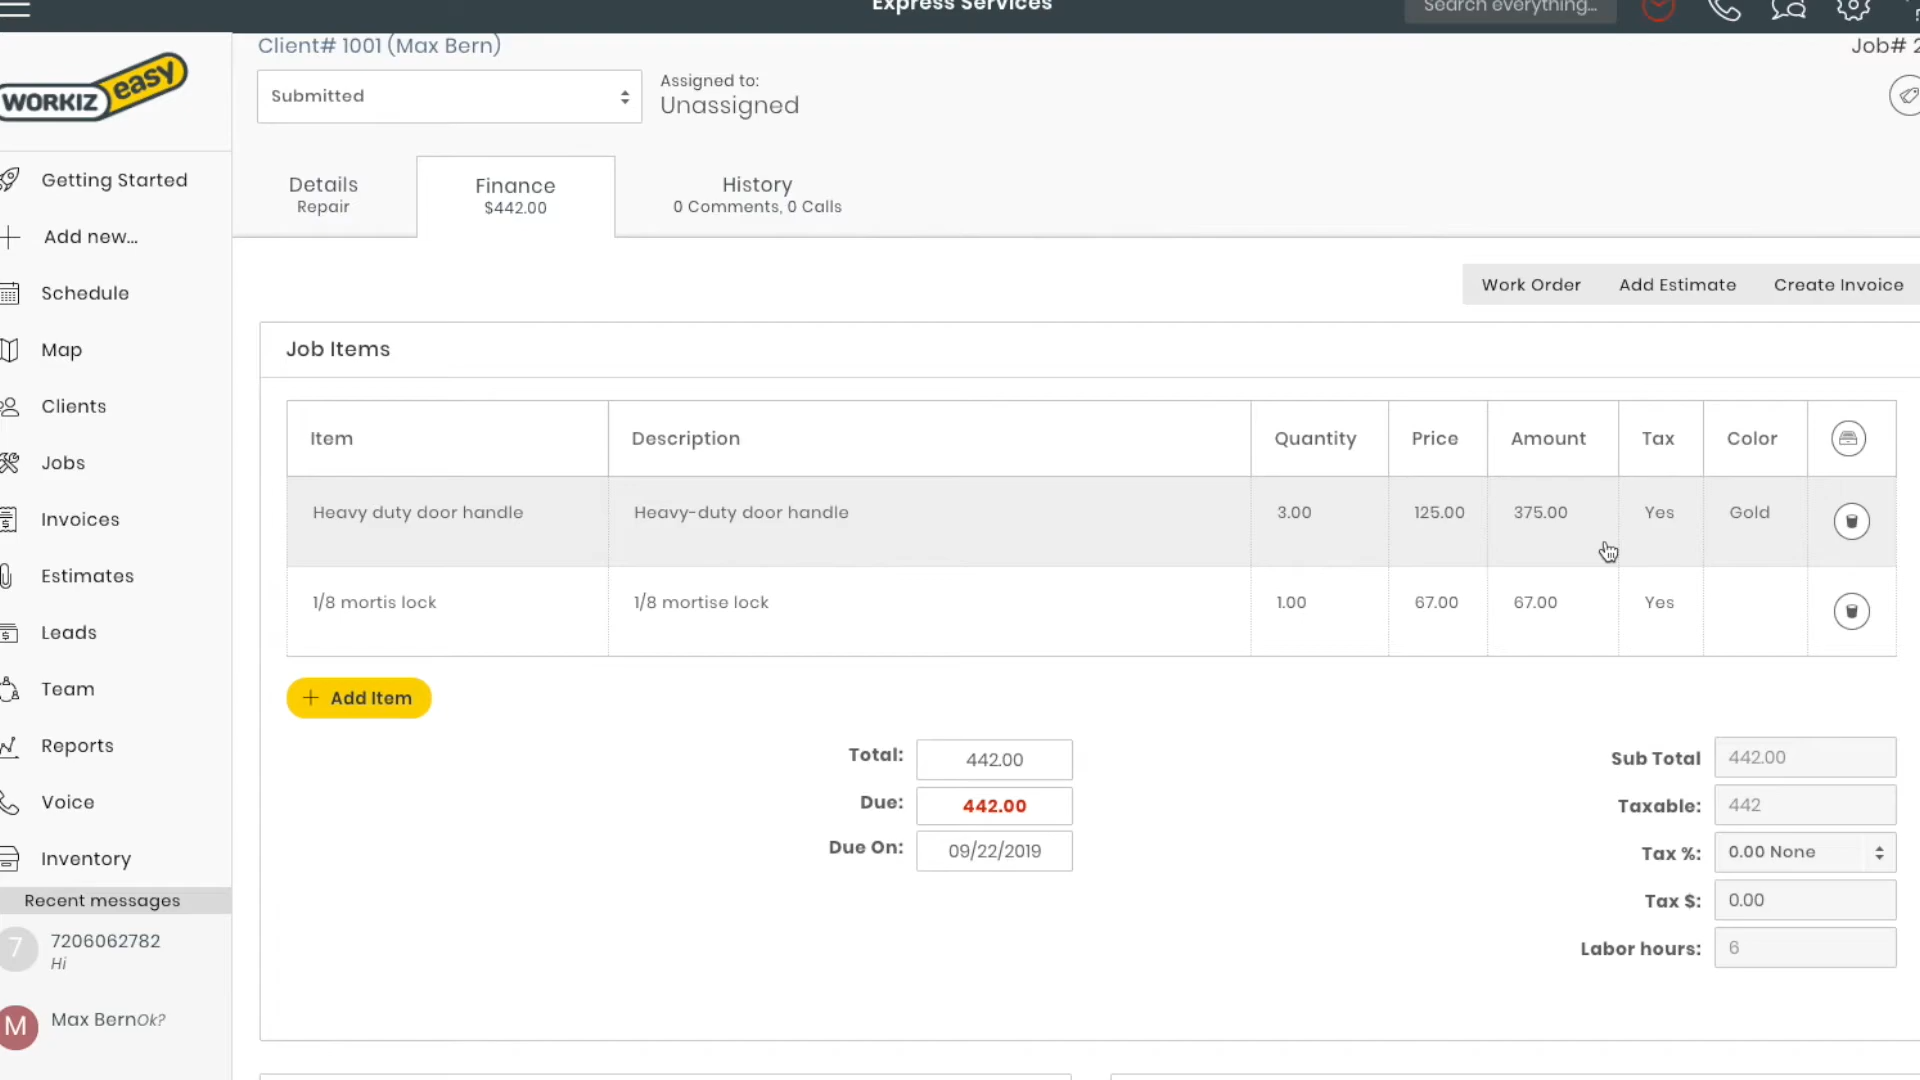 Express Services
Search everything...
Client# 1001 (Max Bern)
Job# 2
WORKIZ easy
Submitted
Assigned to:
Unassigned
Getting Started
Add new...
Schedule
Map
Clients
Jobs
Invoices
Estimates
Leads
Team
Reports
Voice
Inventory
Recent messages
7
7206062782
Hi
M
Max BernOk?
Details
Repair
Finance
$442.00
History
0 Comments, 0 Calls
Work Order Add Estimate Create Invoice
Job Items
Item Description Quantity Price Amount Tax Color
Heavy duty door handle Heavy-duty door handle 3.00 125.00 375.00 Yes Gold
1/8 mortis lock 1/8 mortise lock 1.00 67.00 67.00 Yes
+ Add Item
Total: 442.00
Due: 442.00
Due On: 09/22/2019
Sub Total 442.00
Taxable: 442
Tax %: 0.00 None
Tax $: 0.00
Labor hours: 6